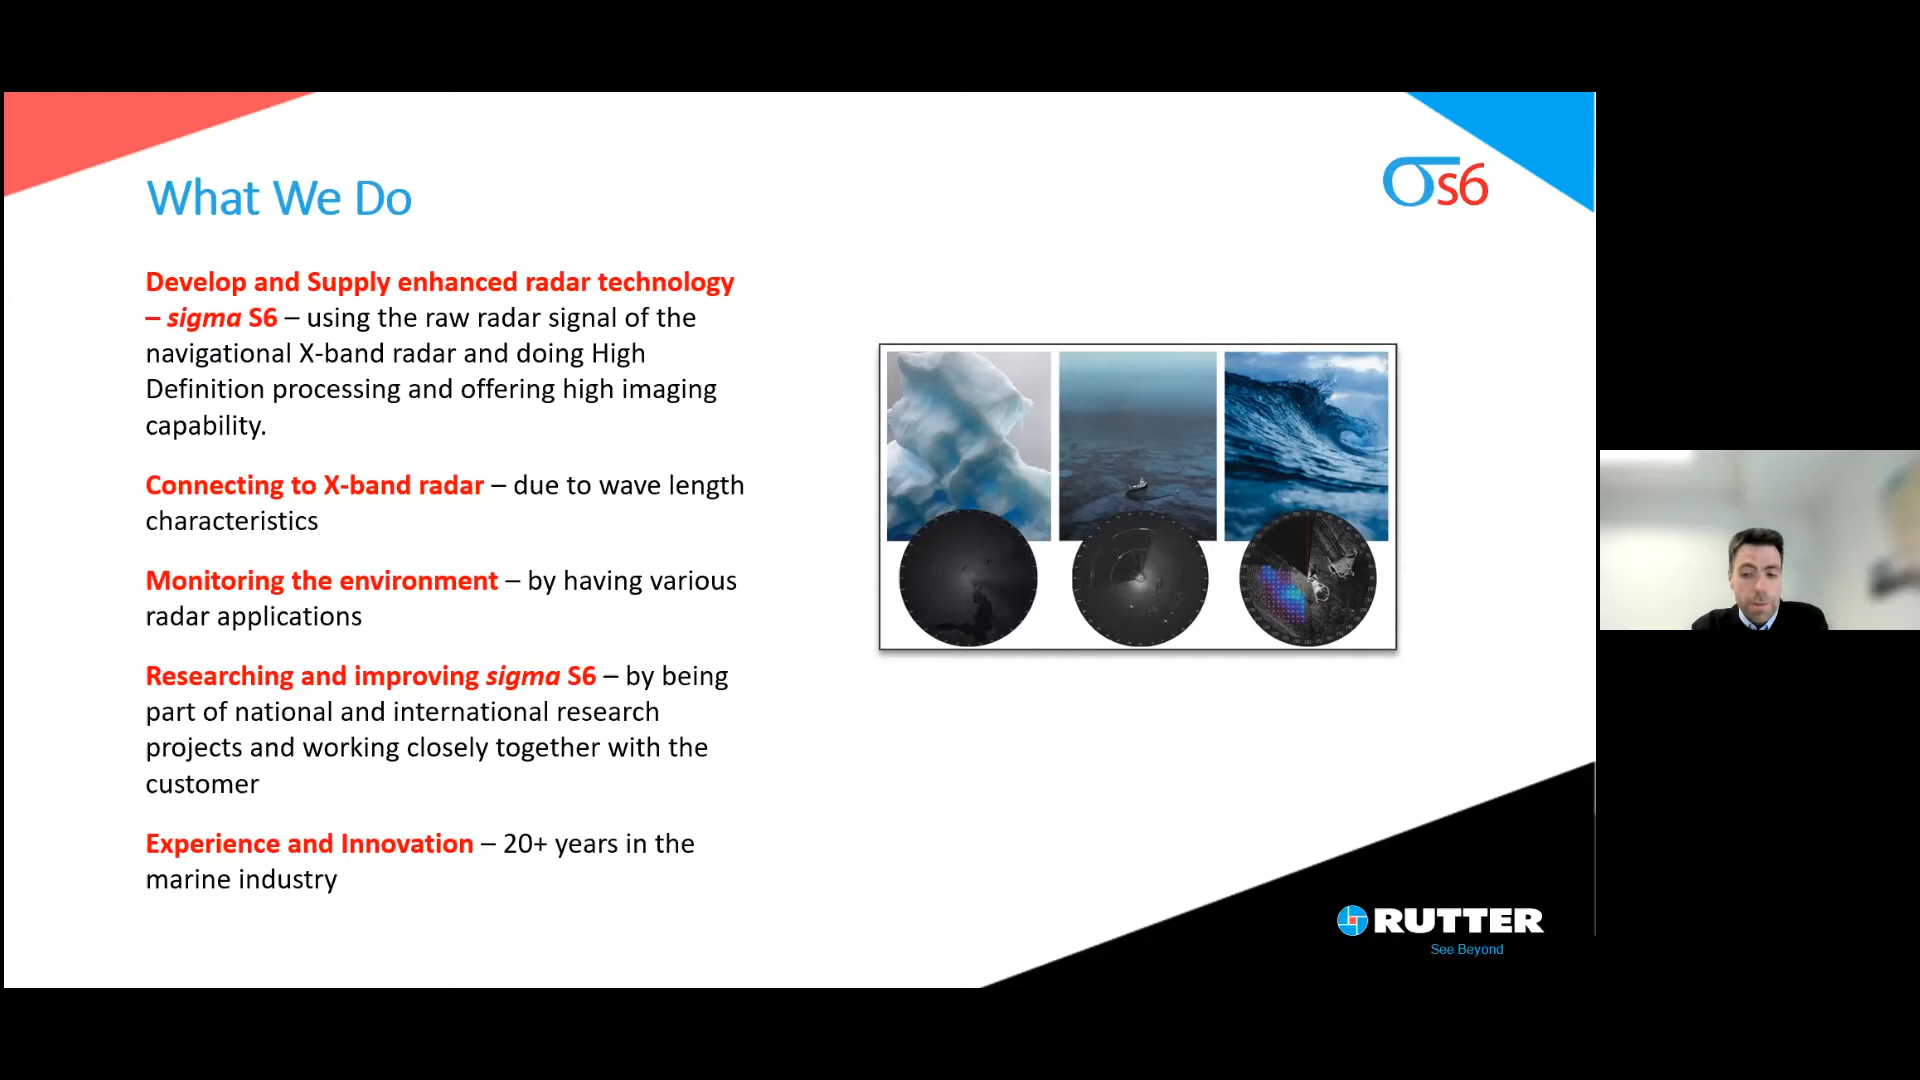 What We Do
σs6
Develop and Supply enhanced radar technology
– sigma S6 – using the raw radar signal of the
navigational X-band radar and doing High
Definition processing and offering high imaging
capability.
Connecting to X-band radar – due to wave length
characteristics
Monitoring the environment – by having various
radar applications
Researching and improving sigma S6 – by being
part of national and international research
projects and working closely together with the
customer
Experience and Innovation – 20+ years in the
marine industry
RUTTER
See Beyond